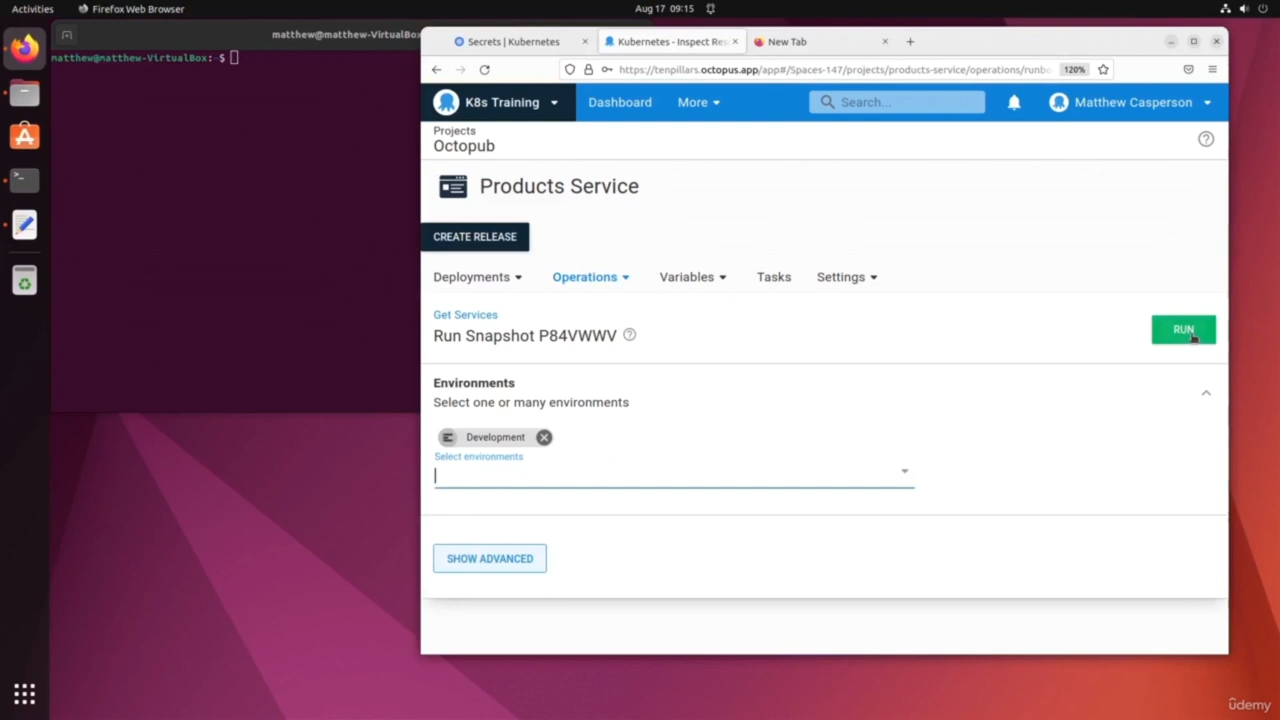 Activities
Firefox Web Browser
Aug 17 09:15
matthew@matthew-VirtualBox
matthew@matthew-VirtualBox:~$
Secrets | Kubernetes
Kubernetes - Inspect Res
New Tab
https://tenpillars.octopus.app/app#/Spaces-147/projects/products-service/operations/runbo
120%
K8s Training
Dashboard
More
Search...
Matthew Casperson
Projects
Octopub
Products Service
CREATE RELEASE
Deployments
Operations
Variables
Tasks
Settings
Get Services
Run Snapshot P84VWWV
RUN
Environments
Select one or many environments
Development
Select environments
SHOW ADVANCED
ûdemy